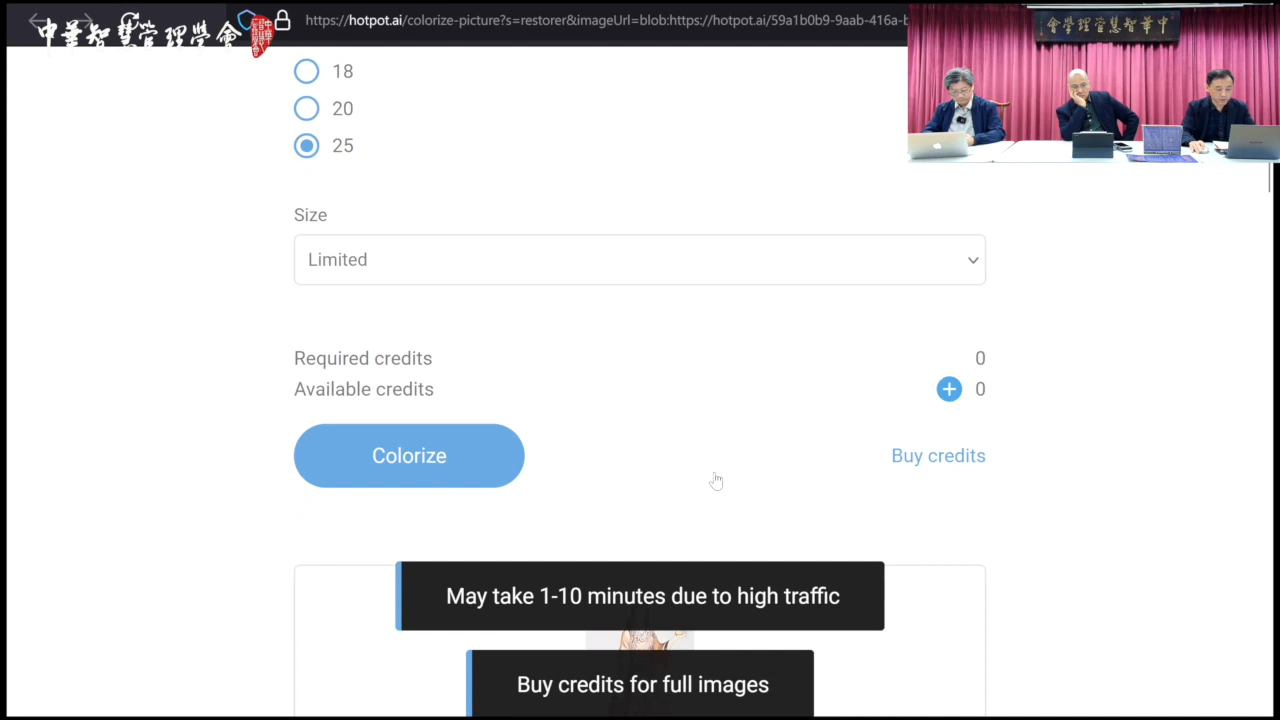 中華智慧管理學會
https://hotpot.ai/colorize-picture?s=restorer&imageUrl=blob:https://hotpot.ai/59a1b0b9-9aab-416a-b
會學理管慧智華中
18
20
25
Size
Limited
Required credits 0
Available credits 0
Colorize
Buy credits
May take 1-10 minutes due to high traffic
Buy credits for full images